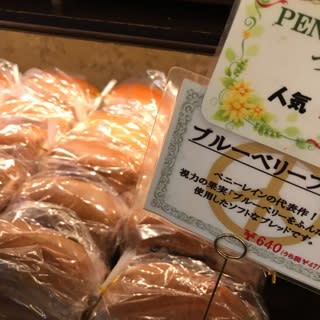 PEN
人気
ブルーベリーブ
ペニーレインの代表作！
視力の果実、ブルーベリーをふんだ
使用したソフトなブレッドです。
￥640